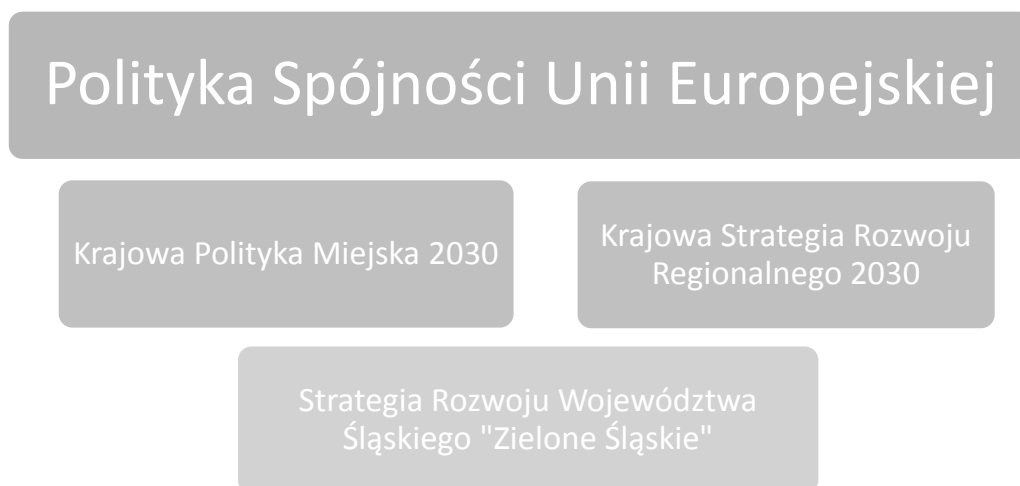 Polityka Spójności Unii Europejskiej
Krajowa Polityka Miejska 2030
Krajowa Strategia Rozwoju
Regionalnego 2030
Strategia Rozwoju Województwa
Śląskiego "Zielone Śląskie"